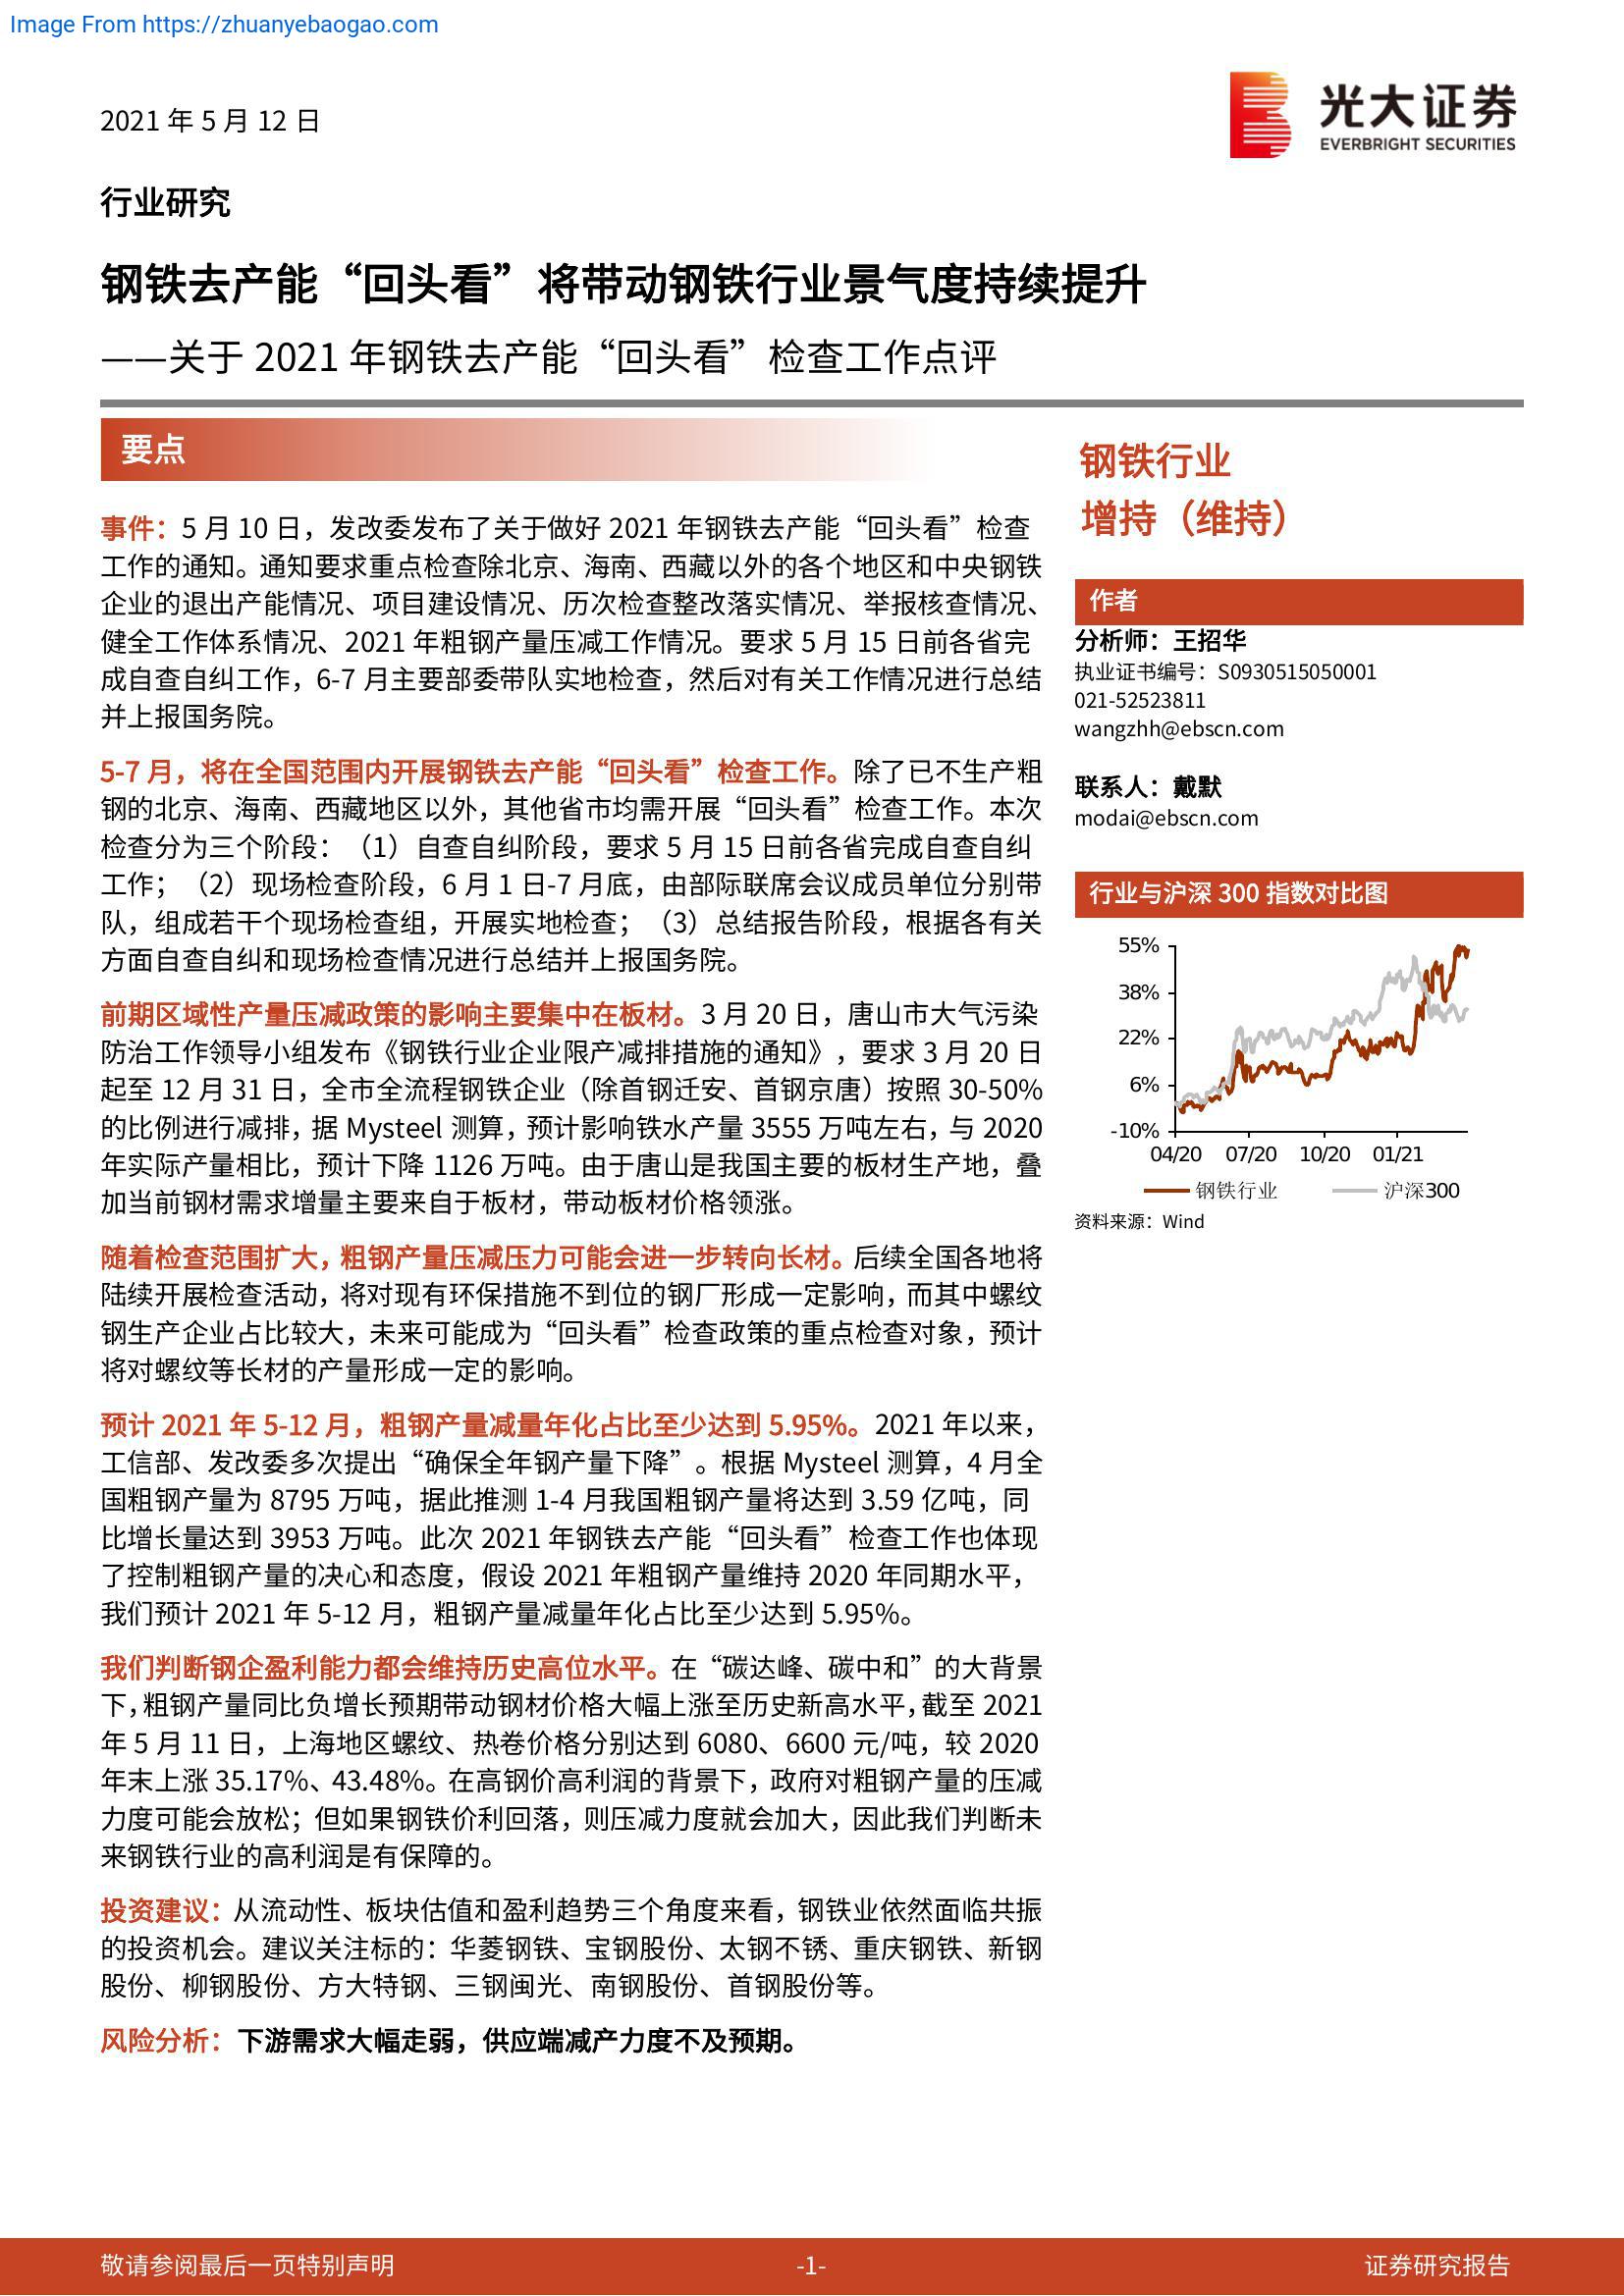 Image From https://zhuanyebaogao.com
2021 年 5 月 12 日
光大证券
EVERBRIGHT SECURITIES
行业研究
钢铁去产能“回头看”将带动钢铁行业景气度持续提升
——关于 2021 年钢铁去产能“回头看”检查工作点评
要点
事件：5 月 10 日，发改委发布了关于做好 2021 年钢铁去产能“回头看”检查
工作的通知。通知要求重点检查除北京、海南、西藏以外的各个地区和中央钢铁
企业的退出产能情况、项目建设情况、历次检查整改落实情况、举报核查情况、
健全工作体系情况、2021 年粗钢产量压减工作情况。要求 5 月 15 日前各省完
成自查自纠工作，6-7 月主要部委带队实地检查，然后对有关工作情况进行总结
并上报国务院。
5-7 月，将在全国范围内开展钢铁去产能“回头看”检查工作。除了已不生产粗
钢的北京、海南、西藏地区以外，其他省市均需开展“回头看”检查工作。本次
检查分为三个阶段：（1）自查自纠阶段，要求 5 月 15 日前各省完成自查自纠
工作；（2）现场检查阶段，6 月 1 日-7 月底，由部际联席会议成员单位分别带
队，组成若干个现场检查组，开展实地检查；（3）总结报告阶段，根据各有关
方面自查自纠和现场检查情况进行总结并上报国务院。
前期区域性产量压减政策的影响主要集中在板材。3 月 20 日，唐山市大气污染
防治工作领导小组发布《钢铁行业企业限产减排措施的通知》，要求 3 月 20 日
起至 12 月 31 日，全市全流程钢铁企业（除首钢迁安、首钢京唐）按照 30-50%
的比例进行减排，据 Mysteel 测算，预计影响铁水产量 3555 万吨左右，与 2020
年实际产量相比，预计下降 1126 万吨。由于唐山是我国主要的板材生产地，叠
加当前钢材需求增量主要来自于板材，带动板材价格领涨。
随着检查范围扩大，粗钢产量压减压力可能会进一步转向长材。后续全国各地将
陆续开展检查活动，将对现有环保措施不到位的钢厂形成一定影响，而其中螺纹
钢生产企业占比较大，未来可能成为“回头看”检查政策的重点检查对象，预计
将对螺纹等长材的产量形成一定的影响。
预计 2021 年 5-12 月，粗钢产量减量年化占比至少达到 5.95%。2021 年以来，
工信部、发改委多次提出“确保全年钢产量下降”。根据 Mysteel 测算，4 月全
国粗钢产量为 8795 万吨，据此推测 1-4 月我国粗钢产量将达到 3.59 亿吨，同
比增长量达到 3953 万吨。此次 2021 年钢铁去产能“回头看”检查工作也体现
了控制粗钢产量的决心和态度，假设 2021 年粗钢产量维持 2020 年同期水平，
我们预计 2021 年 5-12 月，粗钢产量减量年化占比至少达到 5.95%。
我们判断钢企盈利能力都会维持历史高位水平。在“碳达峰、碳中和”的大背景
下，粗钢产量同比负增长预期带动钢材价格大幅上涨至历史新高水平，截至 2021
年 5 月 11 日，上海地区螺纹、热卷价格分别达到 6080、6600 元/吨，较 2020
年末上涨 35.17%、43.48%。在高钢价高利润的背景下，政府对粗钢产量的压减
力度可能会放松；但如果钢铁价利回落，则压减力度就会加大，因此我们判断未
来钢铁行业的高利润是有保障的。
投资建议：从流动性、板块估值和盈利趋势三个角度来看，钢铁业依然面临共振
的投资机会。建议关注标的：华菱钢铁、宝钢股份、太钢不锈、重庆钢铁、新钢
股份、柳钢股份、方大特钢、三钢闽光、南钢股份、首钢股份等。
风险分析：下游需求大幅走弱，供应端减产力度不及预期。
钢铁行业
增持（维持）
作者
分析师：王招华
执业证书编号：S0930515050001
021-52523811
wangzhh@ebscn.com
联系人：戴默
modai@ebscn.com
行业与沪深 300 指数对比图
55%
38%
22%
6%
-10%
04/20 07/20 10/20 01/21
钢铁行业 沪深300
资料来源：Wind
敬请参阅最后一页特别声明 -1- 证券研究报告